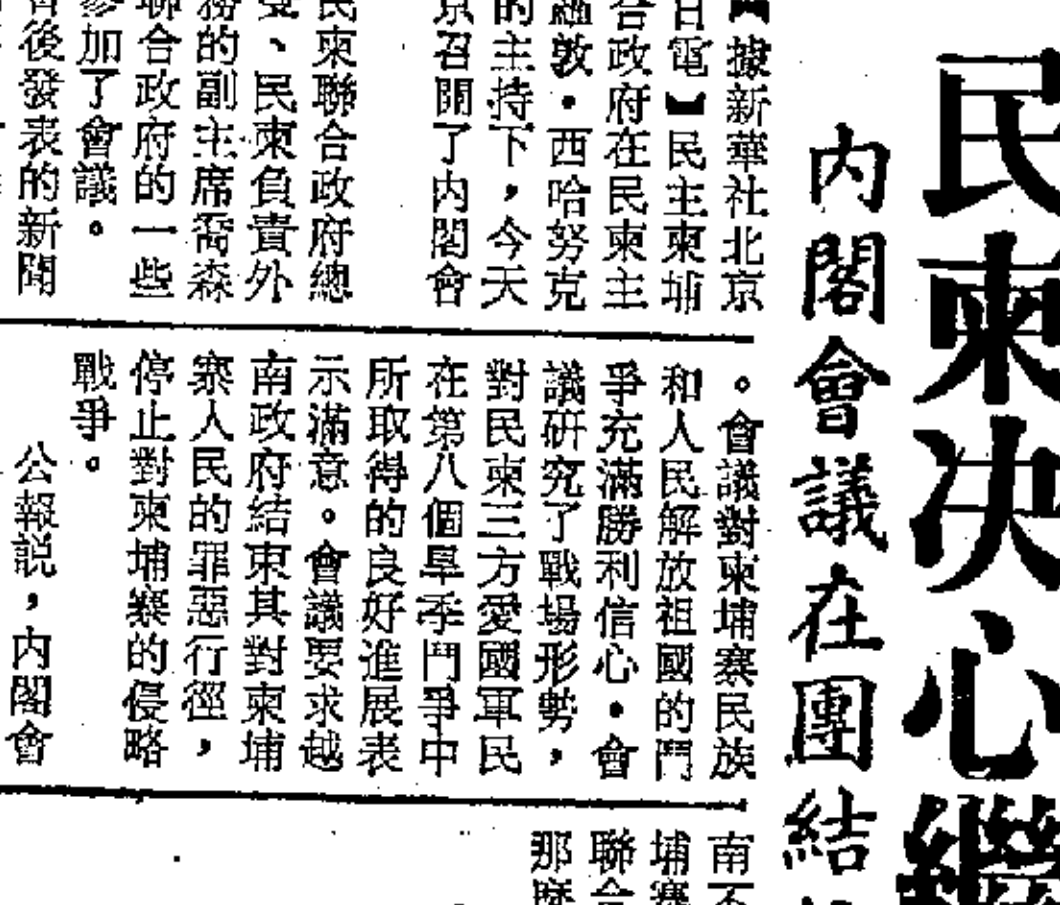 民柬决心繼
內閣會議在團結
據新華社北京
日電】民主柬埔
合政府在民柬主
敦·西哈努克
的主持下，今天
京召開了內閣會
民柬聯合政府總
、民柬負責外
務的副主席喬森
聯合政府的一些
參加了會議。
後發表的新聞
。會議對柬埔寨民族
和人民解放祖國的鬥
爭充滿勝利信心。會
議研究了戰場形勢，
對民柬三方愛國軍民
在第八個旱季鬥爭中
所取得的良好進展表
示滿意。會議要求越
南政府結束其對柬埔
寨人民的罪惡行徑，
停止對柬埔寨的侵略
戰爭。
公報説，內閣會
南不
埔寨
聯合
那麼